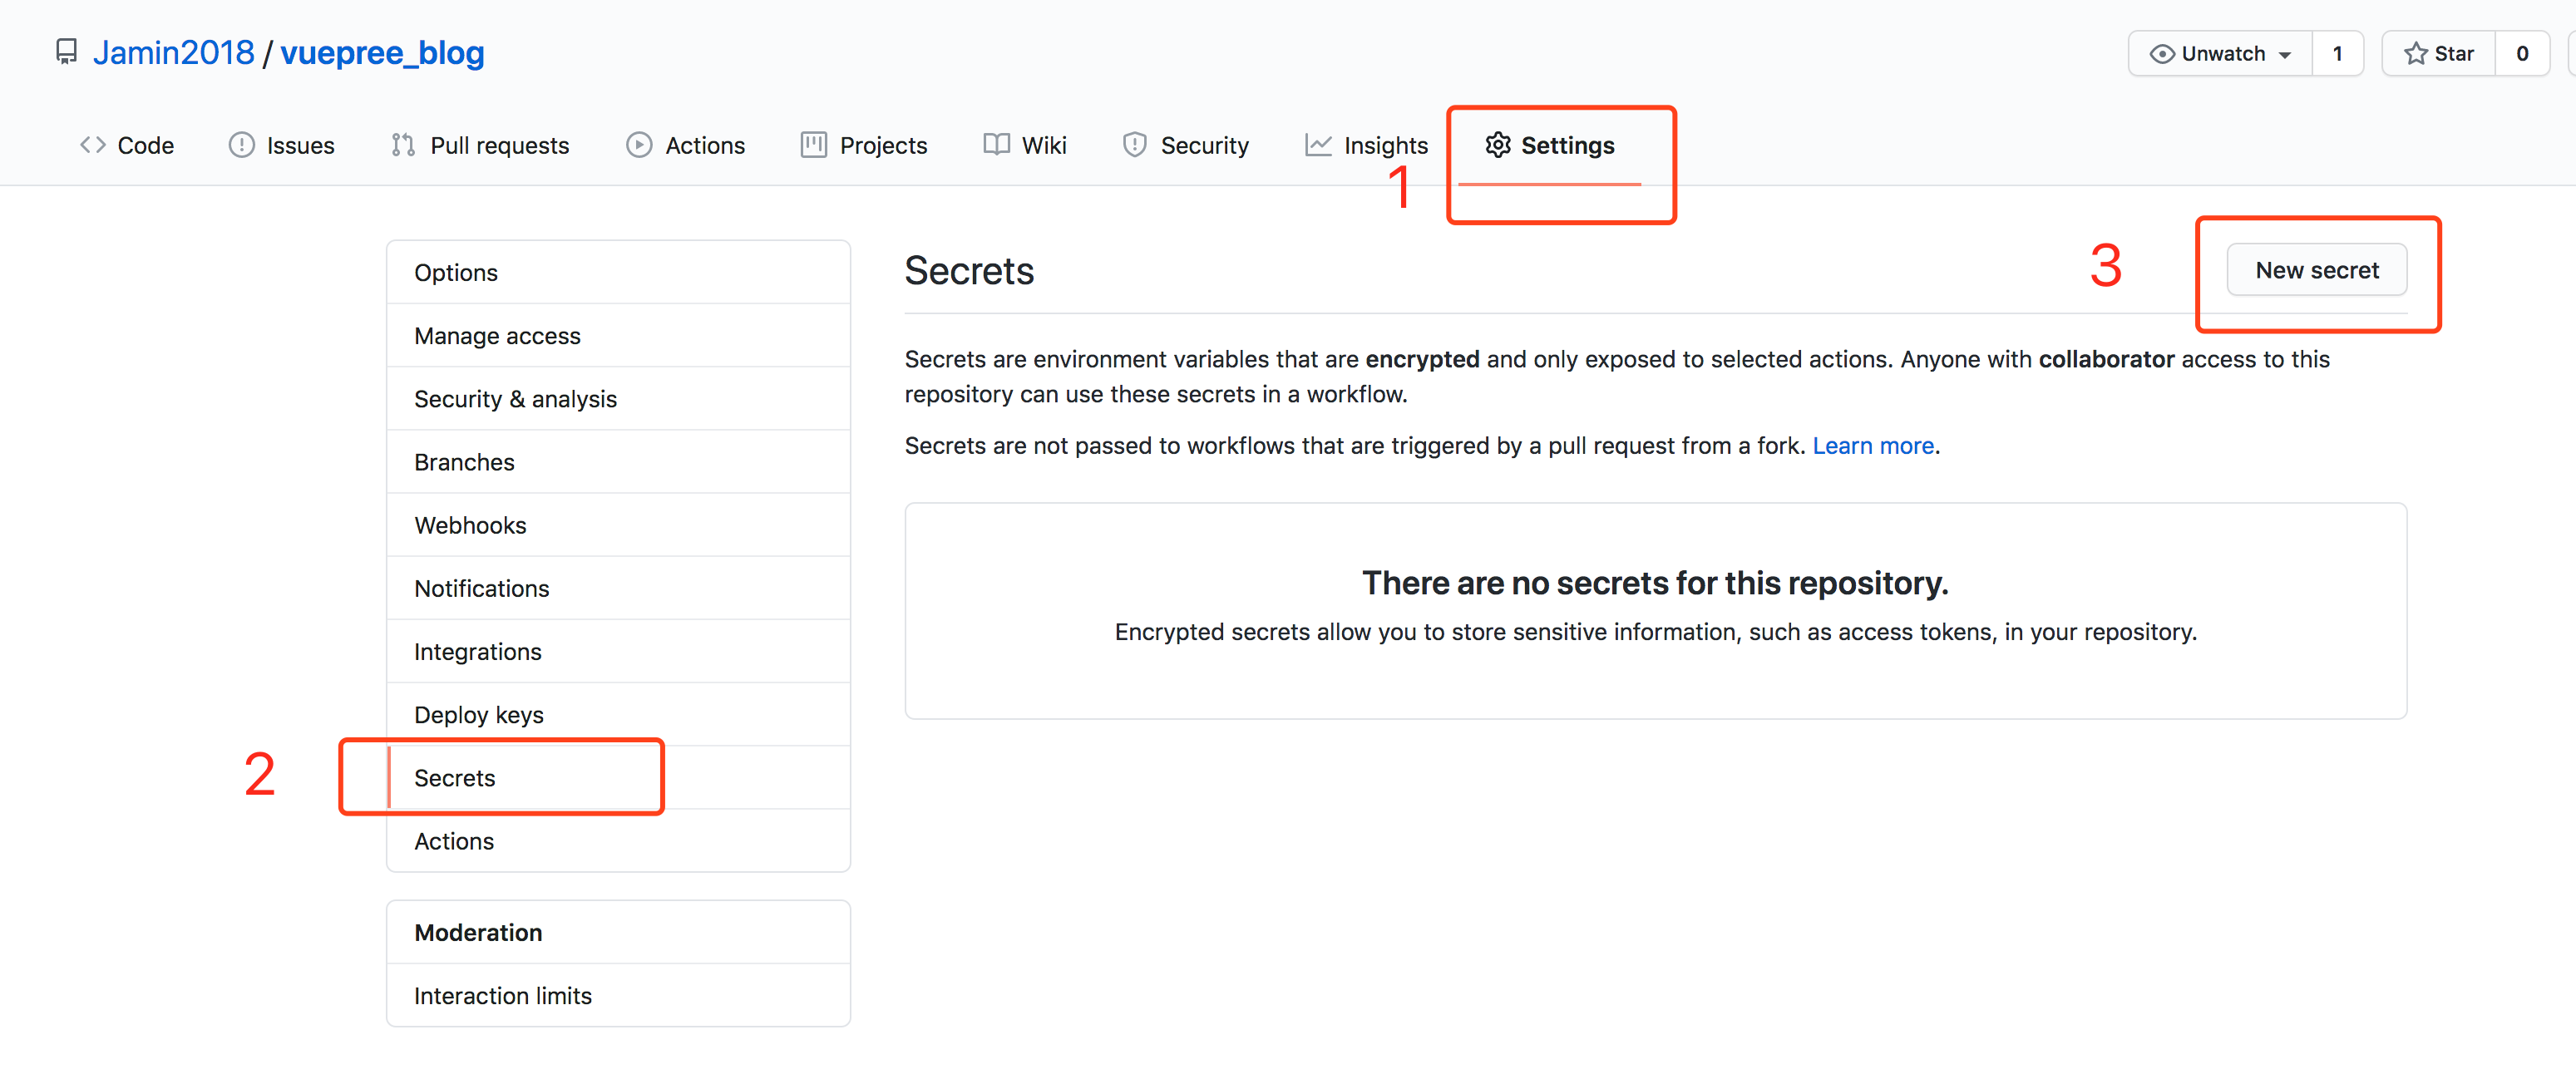 Jamin2018 / vuepree_blog
Unwatch 1 Star 0
Code Issues Pull requests Actions Projects Wiki Security Insights Settings
1
Options
Manage access
Security & analysis
Branches
Webhooks
Notifications
Integrations
Deploy keys
2
Secrets
Actions
Moderation
Interaction limits
Secrets
3
New secret
Secrets are environment variables that are encrypted and only exposed to selected actions. Anyone with collaborator access to this
repository can use these secrets in a workflow.
Secrets are not passed to workflows that are triggered by a pull request from a fork. Learn more.
There are no secrets for this repository.
Encrypted secrets allow you to store sensitive information, such as access tokens, in your repository.